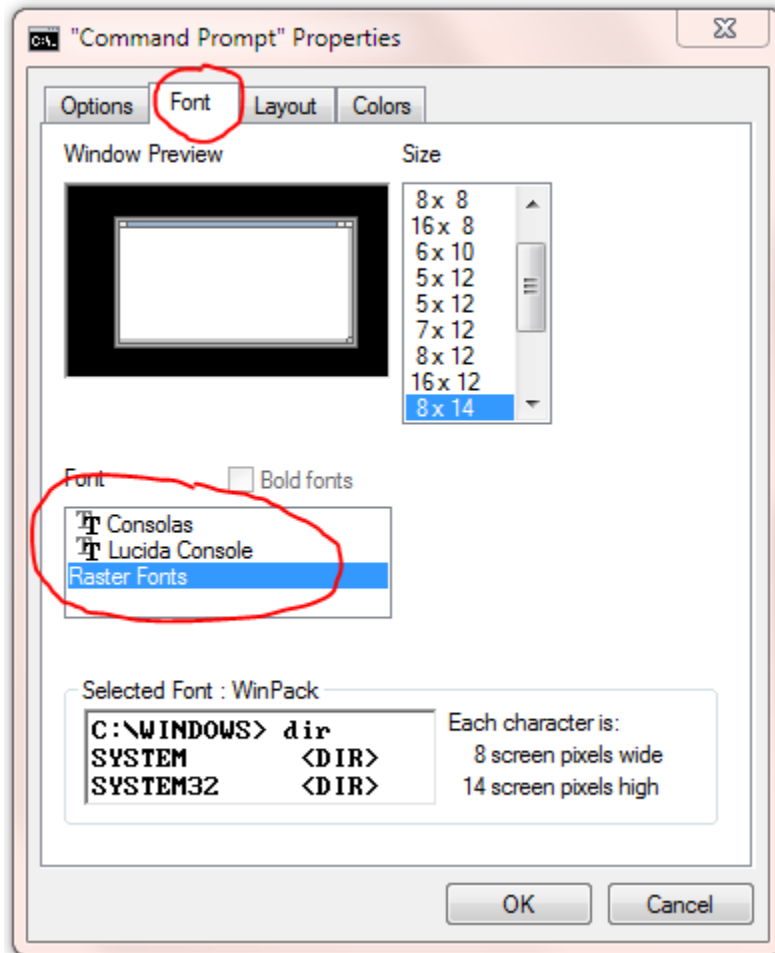 C:\. "Command Prompt" Properties
Options Font Layout Colors
Window Preview
Size
8 x 8
16 x 8
6 x 10
5 x 12
5 x 12
7 x 12
8 x 12
16 x 12
8 x 14
Font
Bold fonts
Consolas
Lucida Console
Raster Fonts
Selected Font : WinPack
C:\WINDOWS> dir
SYSTEM <DIR>
SYSTEM32 <DIR>
Each character is:
8 screen pixels wide
14 screen pixels high
OK Cancel